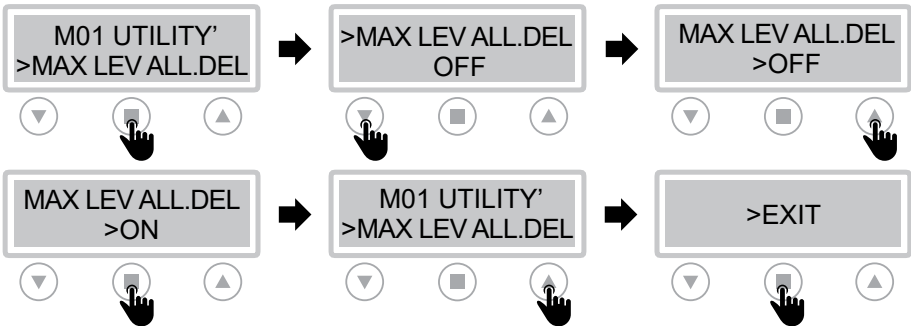 M01 UTILITY’
>MAX LEV ALL.DEL
>MAX LEV ALL.DEL
OFF
MAX LEV ALL.DEL
>OFF
MAX LEV ALL.DEL
>ON
M01 UTILITY’
>MAX LEV ALL.DEL
>EXIT